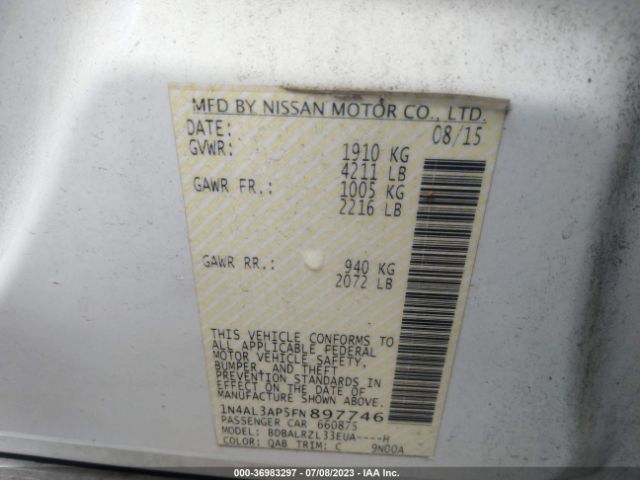 MFD BY NISSAN MOTOR CO., LTD.
DATE: 08/15
GVWR: 1910 KG
4211 LB
GAWR FR.: 1005 KG
2216 LB
GAWR RR.: 940 KG
2072 LB
THIS VEHICLE CONFORMS TO
ALL APPLICABLE FEDERAL
MOTOR VEHICLE SAFETY,
BUMPER, AND THEFT
PREVENTION STANDARDS IN
EFFECT ON THE DATE OF
MANUFACTURE SHOWN ABOVE.
1N4AL3AP5FN897746
PASSENGER CAR 660875
MODEL: BDBALRZL33EUA----H
COLOR: QAB TRIM: C 9N00A
000-36983297 - 07/08/2023 - IAAI.COM